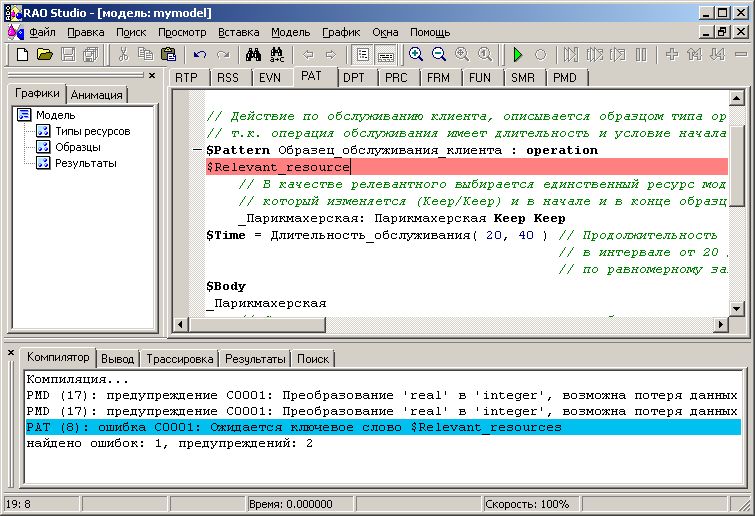 RAO Studio - [модель: mymodel]
Файл Правка Поиск Просмотр Вставка Модель График Окна Помощь
Графики Анимация
Модель
Типы ресурсов
Образцы
Результаты
RTP RSS EVN PAT DPT PRC FRM FUN SMR PMD
// Действие по обслуживанию клиента, описывается образцом типа op
// т.к. операция обслуживания имеет длительность и условие начала
$Pattern Образец_обслуживания_клиента : operation
$Relevant_resource
// В качестве релевантного выбирается единственный ресурс мод
// который изменяется (Keep/Keep) и в начале и в конце образц
_Парикмахерская: Парикмахерская Keep Keep
$Time = Длительность_обслуживания( 20, 40 ) // Продолжительность
// в интервале от 20
// по равномерному за
$Body
_Парикмахерская
Компилятор Вывод Трассировка Результаты Поиск
Компиляция...
PMD (17): предупреждение C0001: Преобразование 'real' в 'integer', возможна потеря данных
PMD (17): предупреждение C0001: Преобразование 'real' в 'integer', возможна потеря данных
PAT (8): ошибка C0001: Ожидается ключевое слово $Relevant_resources
найдено ошибок: 1, предупреждений: 2
19: 8 Время: 0.000000 Скорость: 100%